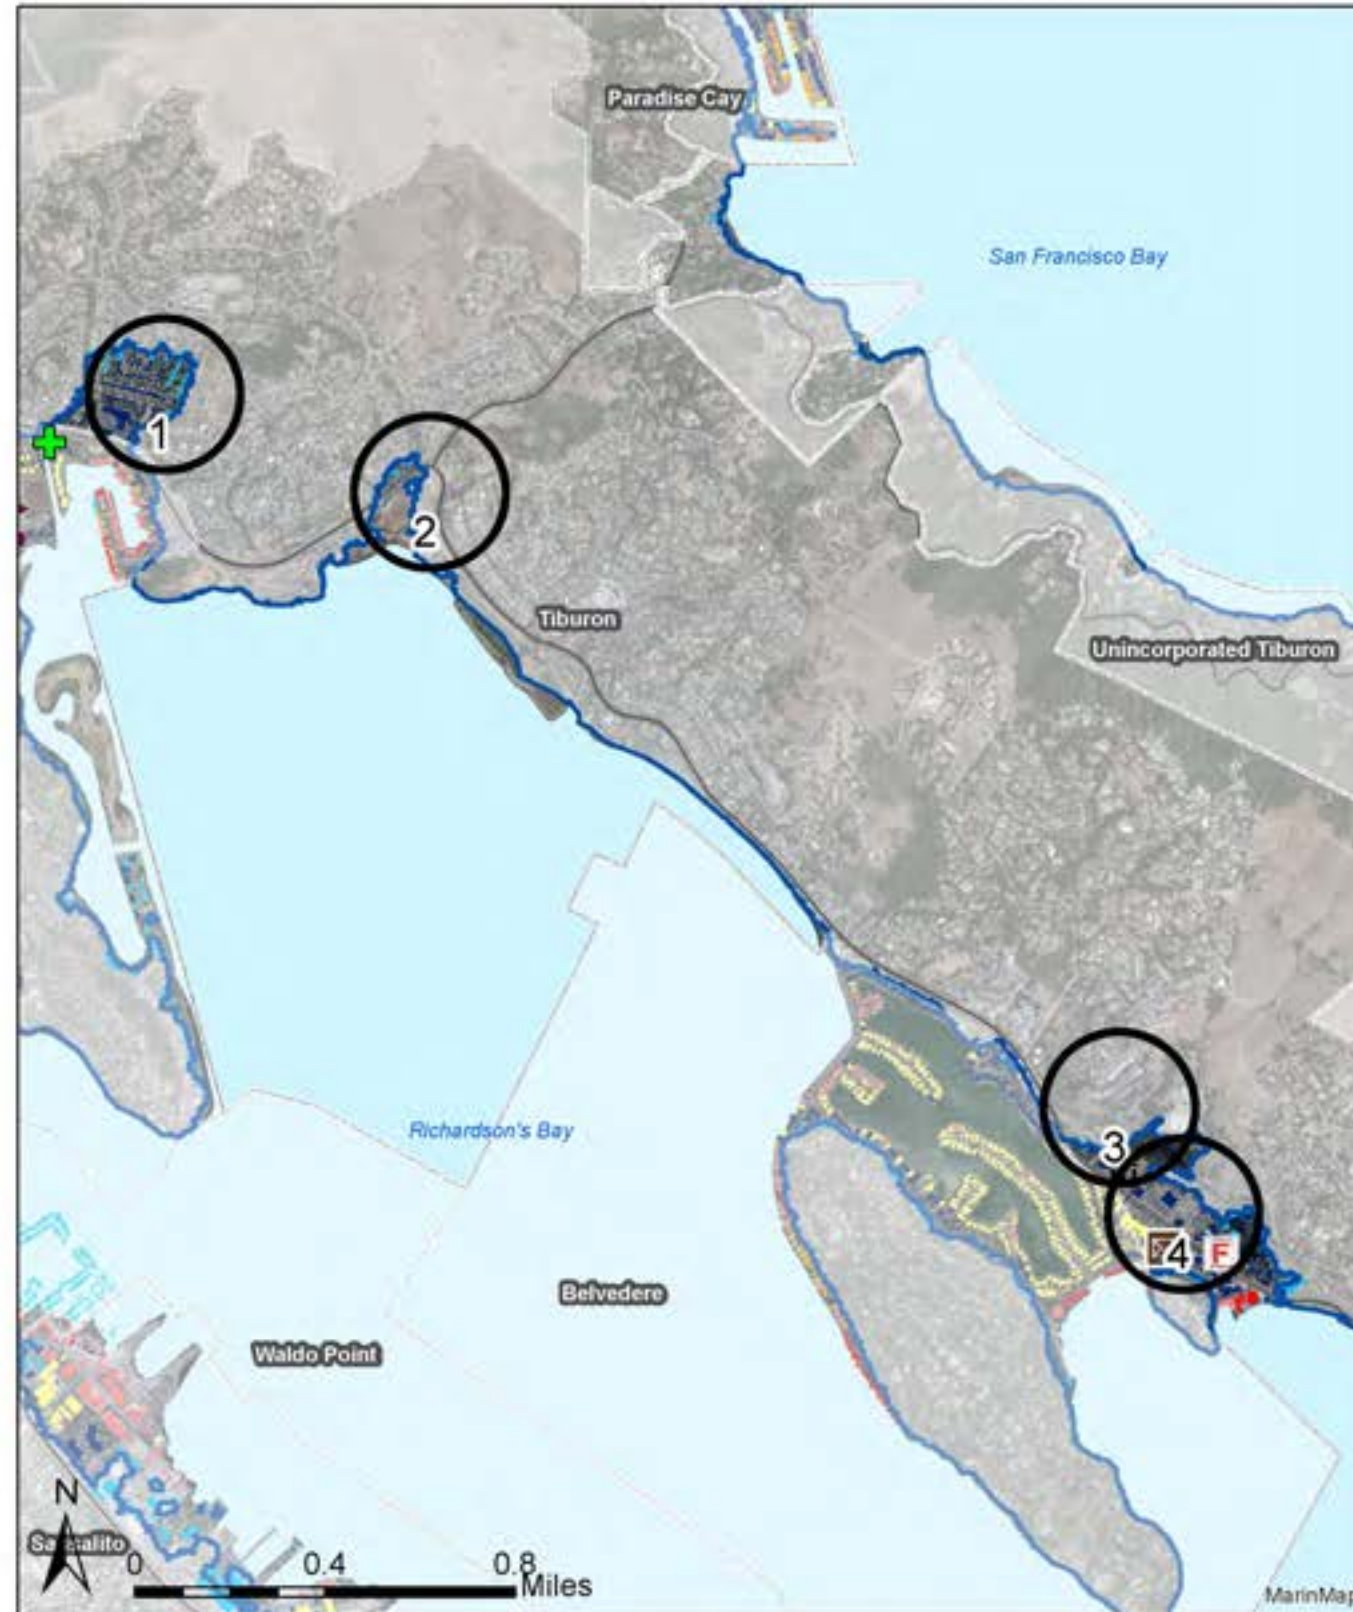 Paradise Cay
San Francisco Bay
1
2
Tiburon
Unincorporated Tiburon
Richardson's Bay
3
4
F
Belvedere
Waldo Point
N
Sausalito
0 0.4 0.8
Miles
MarinMap